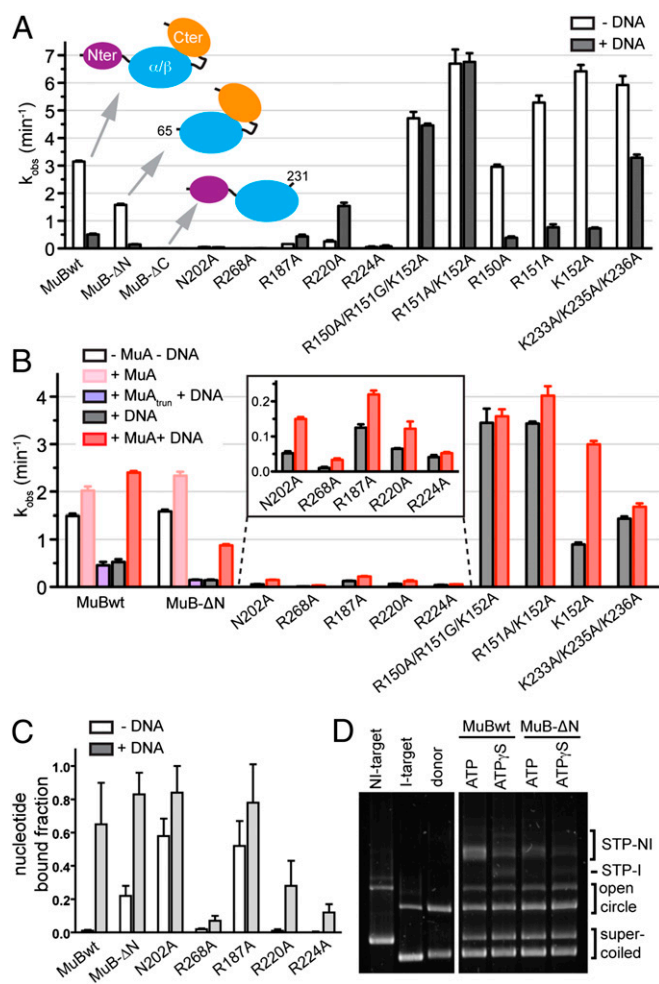 A
Nter
α/β
Cter
65
231
- DNA
+ DNA
k_obs (min⁻¹)
7
6
5
4
3
2
1
0
MuBwt
MuB-ΔN
MuB-ΔC
N202A
R268A
R187A
R220A
R224A
R150A/R151G/K152A
R151A/K152A
R150A
R151A
K152A
K233A/K235A/K236A
B
- MuA - DNA
+ MuA
+ MuA_trun + DNA
+ DNA
+ MuA+ DNA
k_obs (min⁻¹)
4
3
2
1
0
0.2
0.1
0.0
N202A
R268A
R187A
R220A
R224A
MuBwt
MuB-ΔN
N202A
R268A
R187A
R220A
R224A
R150A/R151G/K152A
R151A/K152A
K152A
K233A/K235A/K236A
C
- DNA
+ DNA
nucleotide
bound fraction
1.0
0.8
0.6
0.4
0.2
0.0
MuBwt
MuB-ΔN
N202A
R268A
R187A
R220A
R224A
D
NI-target
I-target
donor
MuBwt
MuB-ΔN
ATP
ATPγS
ATP
ATPγS
STP-NI
STP-I
open
circle
super-
coiled